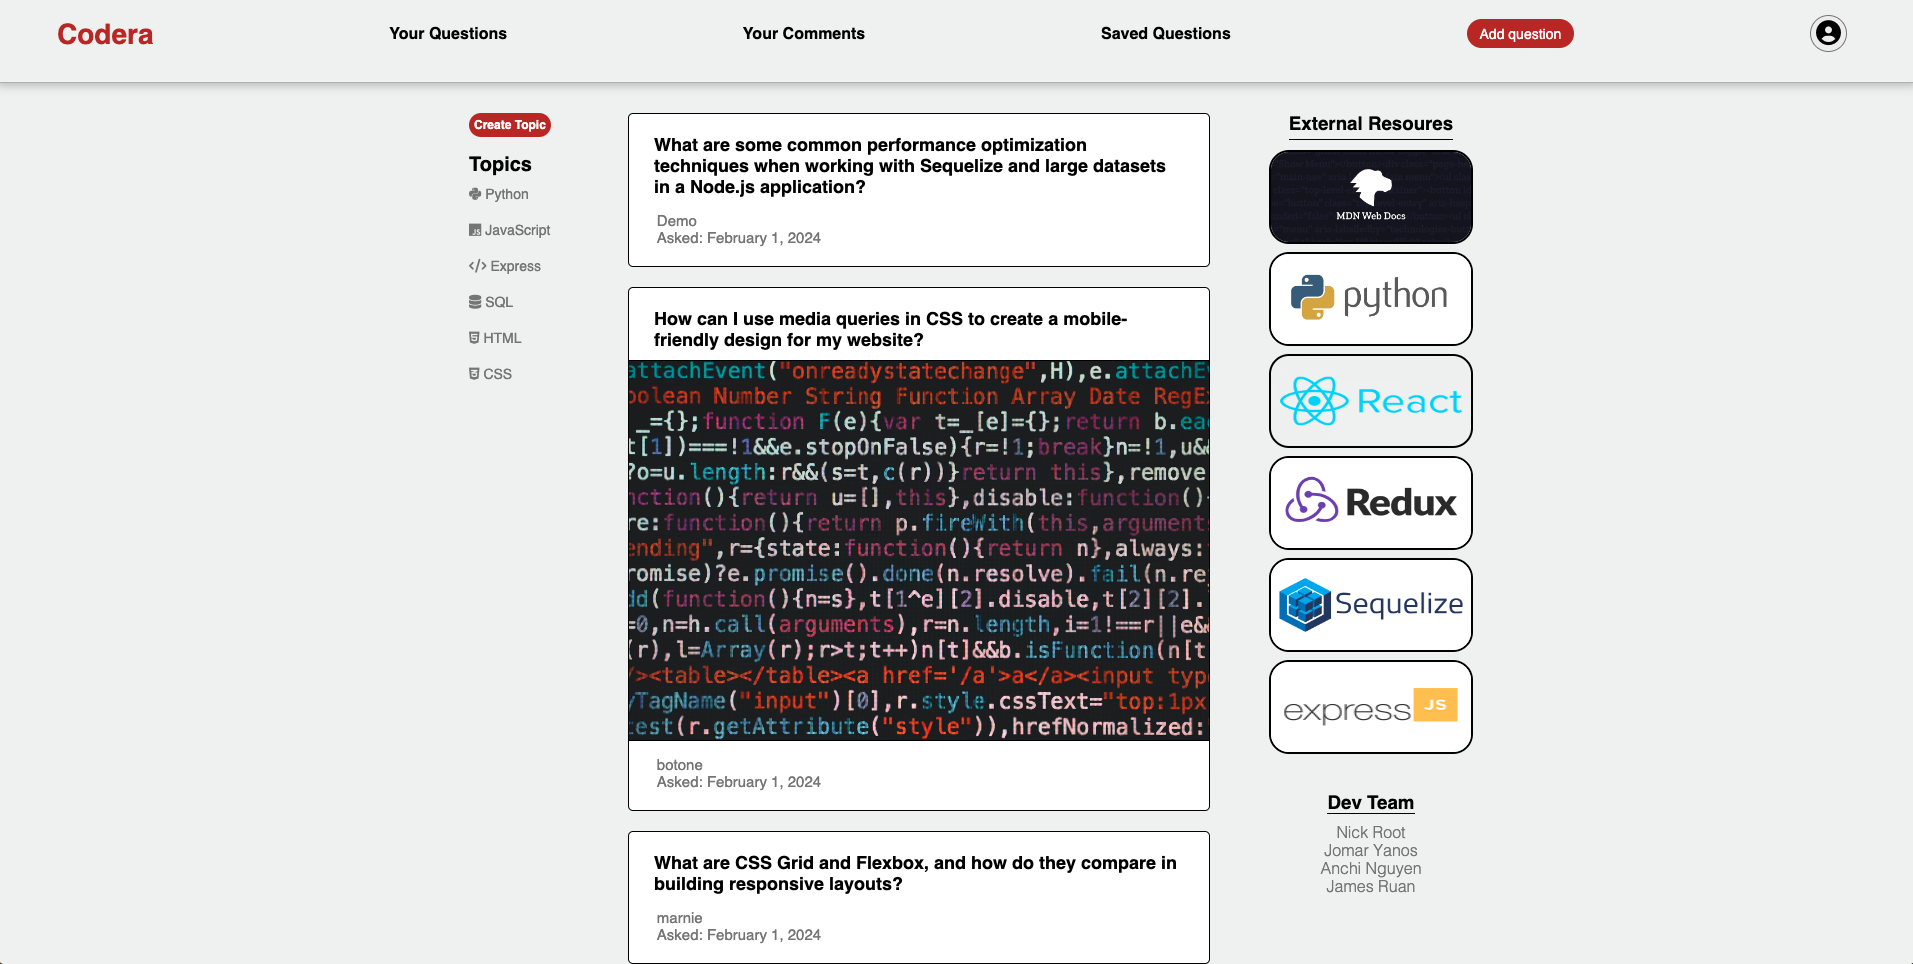 Codera
Your Questions
Your Comments
Saved Questions
Add question
Create Topic
Topics
Python
JavaScript
Express
SQL
HTML
CSS
What are some common performance optimization
techniques when working with Sequelize and large datasets
in a Node.js application?
Demo
Asked: February 1, 2024
How can I use media queries in CSS to create a mobile-
friendly design for my website?
attachEvent("onreadystatechange",H),e.attachE
oolean Number String Function Array Date RegE
_={};function F(e){var t=_[e]={};return b.ea
t[1])===!1&&e.stopOnFalse){r=!1;break}n=!1,u&
?o=u.length:r&&(s=t,c(r))}return this},remove
nction(){return u=[],this},disable:function()
re:function(){return p.fireWith(this,arguments
ending",r={state:function(){return n},always:
romise)?e.promise().done(n.resolve).fail(n.re
dd(function(){n=s},t[1^e][2].disable,t[2][2].
=0,n=h.call(arguments),r=n.length,i=1!==r||e&
(r),l=Array(r);r>t;t++)n[t]&&b.isFunction(n[t
/><table></table><a href='/a'>a</a><input typ
yTagName("input")[0],r.style.cssText="top:1px
test(r.getAttribute("style")),hrefNormalized:
botone
Asked: February 1, 2024
What are CSS Grid and Flexbox, and how do they compare in
building responsive layouts?
marnie
Asked: February 1, 2024
External Resoures
MDN Web Docs
python
React
Redux
Sequelize
express JS
Dev Team
Nick Root
Jomar Yanos
Anchi Nguyen
James Ruan